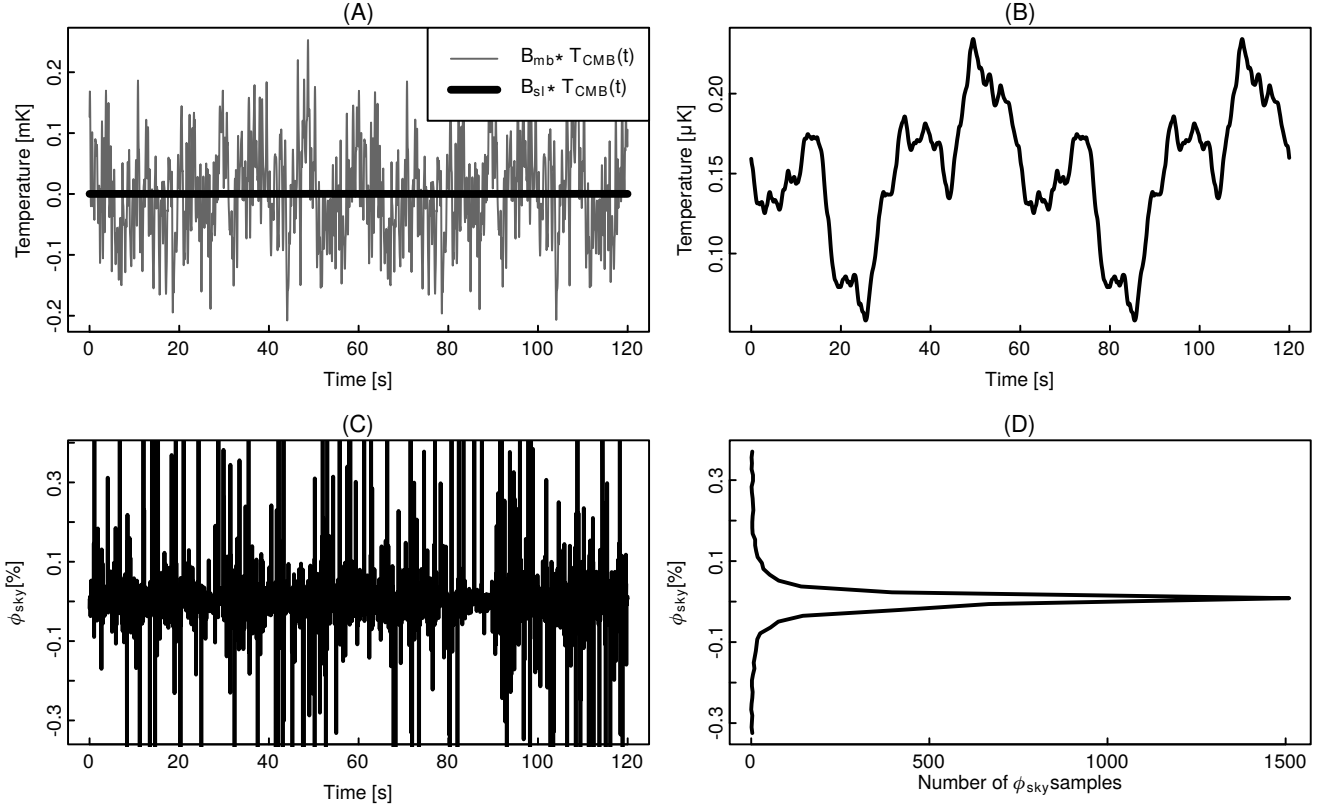 (A)
Temperature [mK]
-0.2 -0.1 0.0 0.1 0.2
B_mb* T_CMB(t)
B_sl* T_CMB(t)
0 20 40 60 80 100 120
Time [s]
(B)
Temperature [µK]
0.10 0.15 0.20
0 20 40 60 80 100 120
Time [s]
(C)
ϕ_sky[%]
-0.3 -0.1 0.1 0.3
0 20 40 60 80 100 120
Time [s]
(D)
ϕ_sky[%]
-0.3 -0.1 0.1 0.3
0 500 1000 1500
Number of ϕ_sky samples